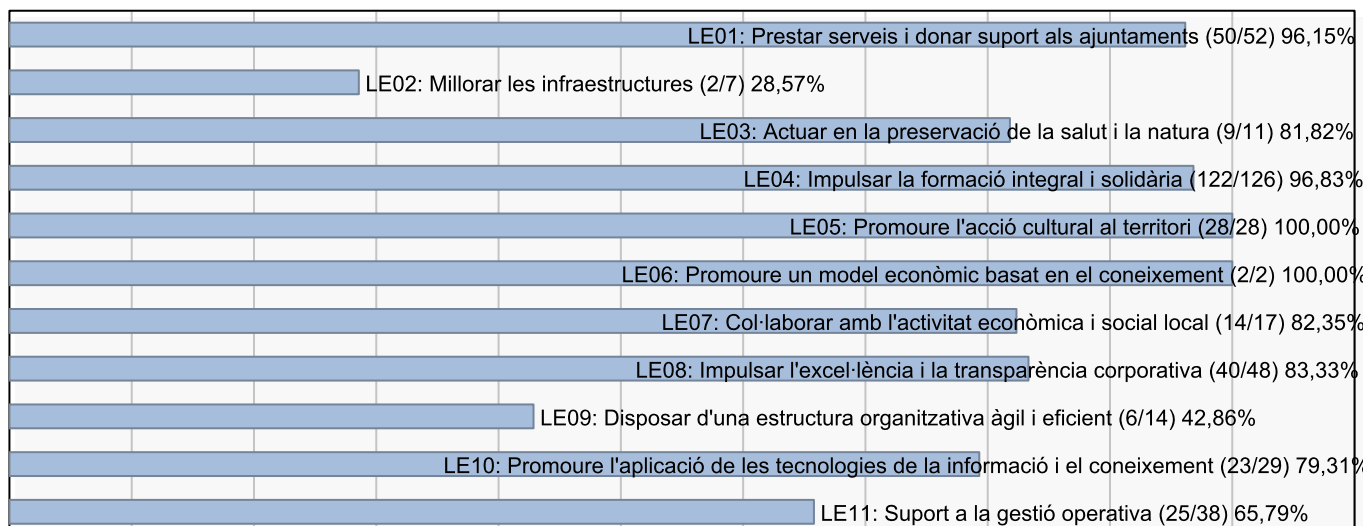 LE01: Prestar serveis i donar suport als ajuntaments (50/52) 96,15%
LE02: Millorar les infraestructures (2/7) 28,57%
LE03: Actuar en la preservació de la salut i la natura (9/11) 81,82%
LE04: Impulsar la formació integral i solidària (122/126) 96,83%
LE05: Promoure l'acció cultural al territori (28/28) 100,00%
LE06: Promoure un model econòmic basat en el coneixement (2/2) 100,00%
LE07: Col·laborar amb l'activitat econòmica i social local (14/17) 82,35%
LE08: Impulsar l'excel·lència i la transparència corporativa (40/48) 83,33%
LE09: Disposar d'una estructura organitzativa àgil i eficient (6/14) 42,86%
LE10: Promoure l'aplicació de les tecnologies de la informació i el coneixement (23/29) 79,31%
LE11: Suport a la gestió operativa (25/38) 65,79%